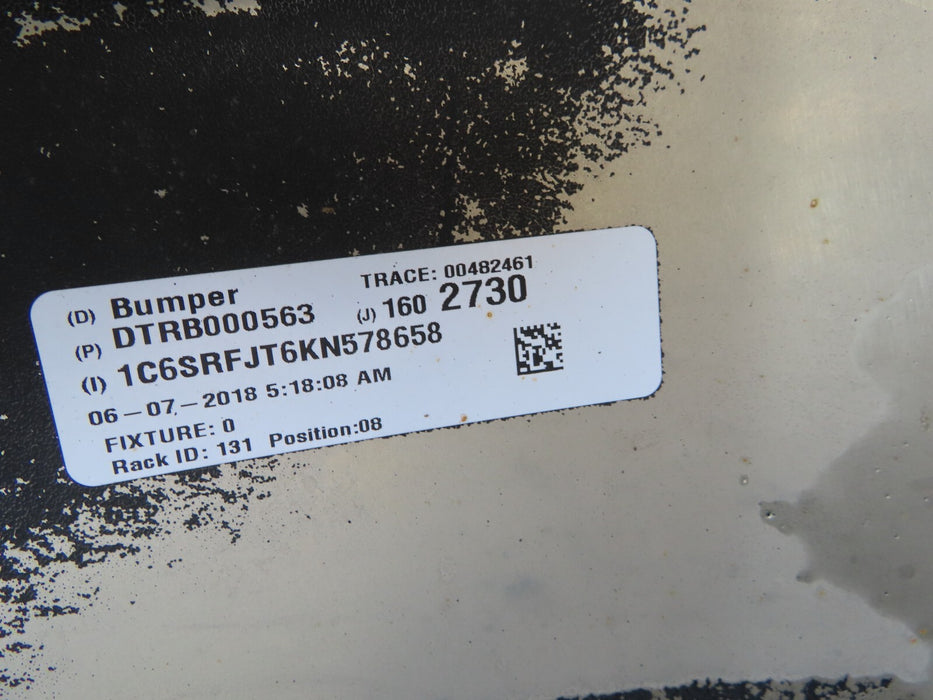 TRACE: 00482461
(D) Bumper
(P) DTRB000563 (J) 160 2730
(I) 1C6SRFJT6KN578658
06-07-2018 5:18:08 AM
FIXTURE: 0
Rack ID: 131 Position:08